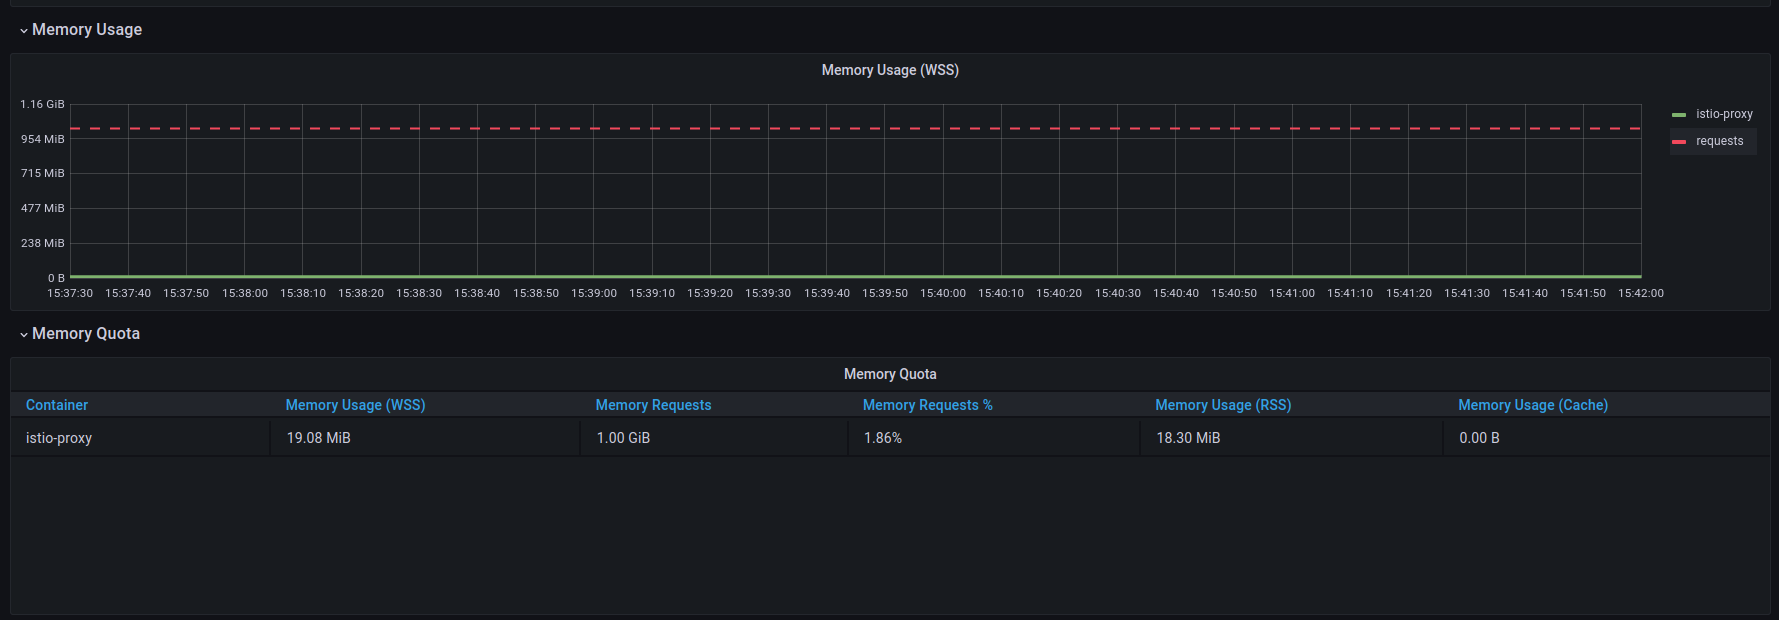 Memory Usage
Memory Usage (WSS)
1.16 GiB
954 MiB
715 MiB
477 MiB
238 MiB
0 B
15:37:30 15:37:40 15:37:50 15:38:00 15:38:10 15:38:20 15:38:30 15:38:40 15:38:50 15:39:00 15:39:10 15:39:20 15:39:30 15:39:40 15:39:50 15:40:00 15:40:10 15:40:20 15:40:30 15:40:40 15:40:50 15:41:00 15:41:10 15:41:20 15:41:30 15:41:40 15:41:50 15:42:00
istio-proxy
requests
Memory Quota
Memory Quota
Container Memory Usage (WSS) Memory Requests Memory Requests % Memory Usage (RSS) Memory Usage (Cache)
istio-proxy 19.08 MiB 1.00 GiB 1.86% 18.30 MiB 0.00 B